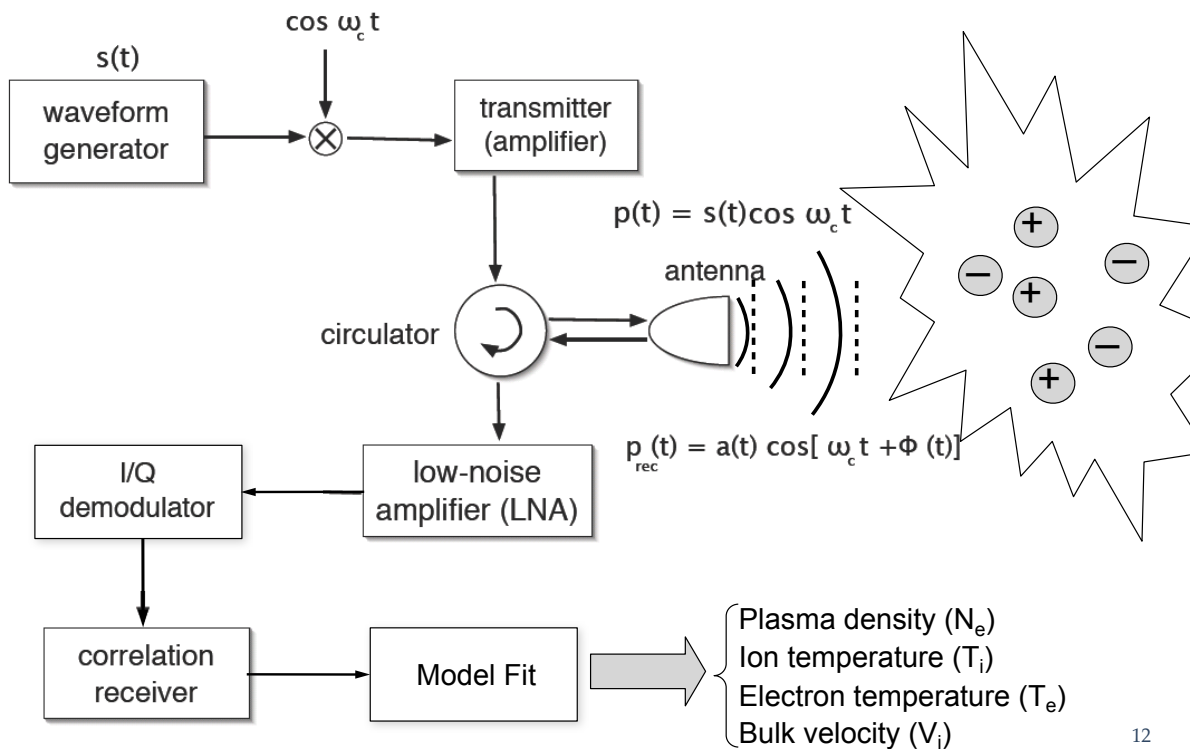 cos ω_c t
s(t)
waveform
generator
transmitter
(amplifier)
p(t) = s(t)cos ω_c t
antenna
circulator
+
−
−
+
−
+
p_rec(t) = a(t) cos[ ω_c t +Φ (t)]
I/Q
demodulator
low-noise
amplifier (LNA)
correlation
receiver
Model Fit
Plasma density (N_e)
Ion temperature (T_i)
Electron temperature (T_e)
Bulk velocity (V_i)
12